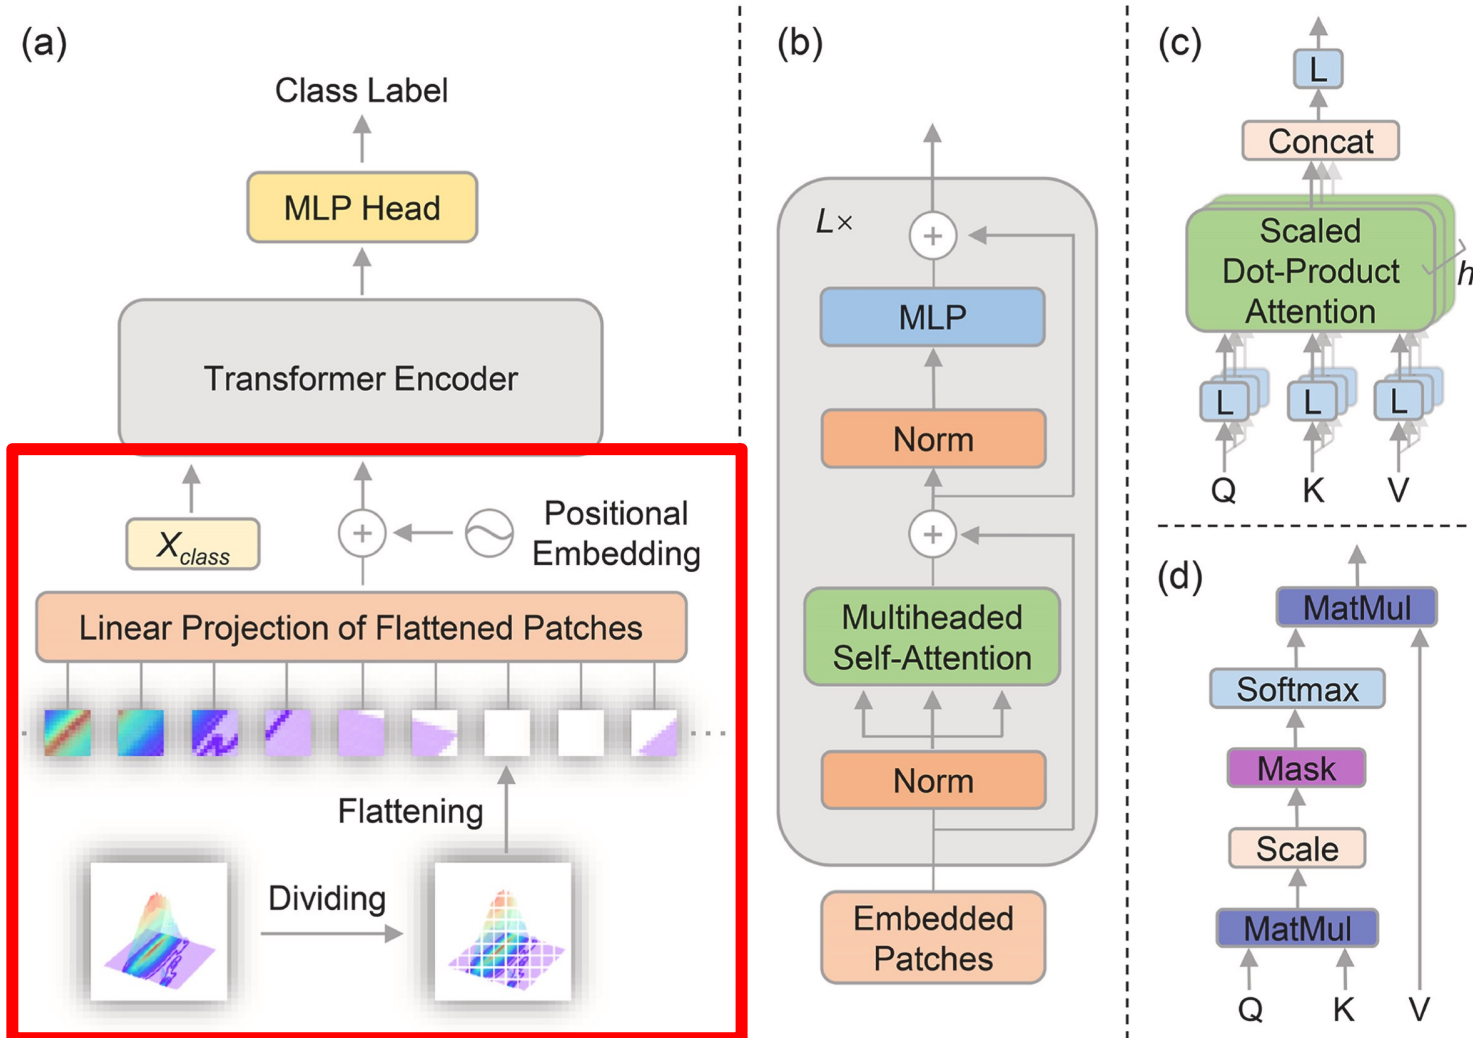 (a)
Class Label
MLP Head
Transformer Encoder
X_class
Positional
Embedding
Linear Projection of Flattened Patches
Flattening
Dividing
(b)
L×
MLP
Norm
Multiheaded
Self-Attention
Norm
Embedded
Patches
(c)
L
Concat
Scaled
Dot-Product
Attention
h
L L L
Q K V
(d)
MatMul
Softmax
Mask
Scale
MatMul
Q K V